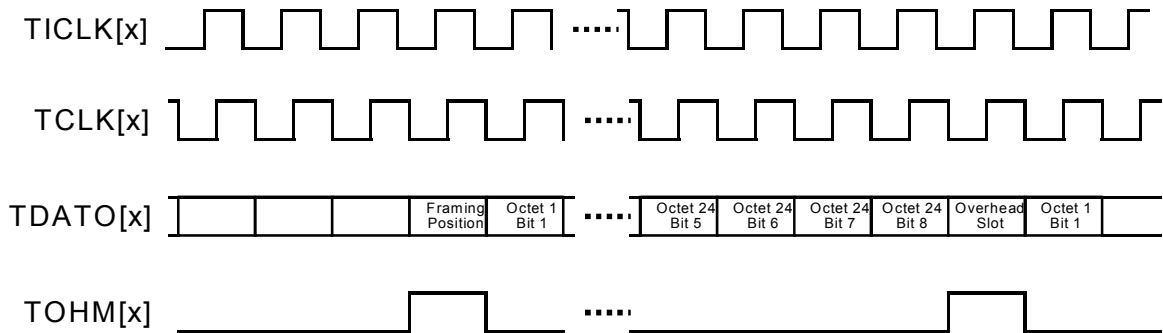 TICLK[x]
TCLK[x]
TDATO[x]
Framing
Position
Octet 1
Bit 1
Octet 24
Bit 5
Octet 24
Bit 6
Octet 24
Bit 7
Octet 24
Bit 8
Overhead
Slot
Octet 1
Bit 1
TOHM[x]